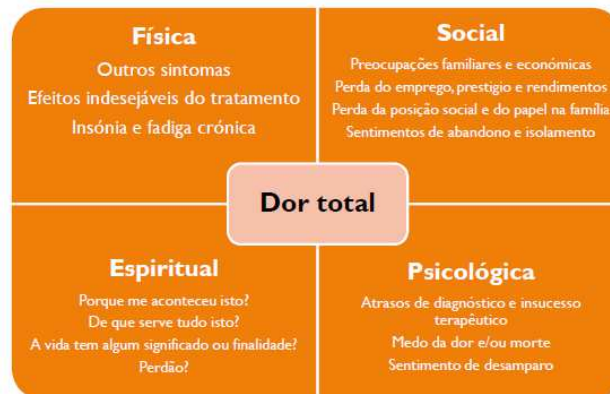 Física
Outros sintomas
Efeitos indesejáveis do tratamento
Insónia e fadiga crónica
Social
Preocupações familiares e económicas
Perda do emprego, prestigio e rendimentos
Perda da posição social e do papel na família
Sentimentos de abandono e isolamento
Dor total
Espiritual
Porque me aconteceu isto?
De que serve tudo isto?
A vida tem algum significado ou finalidade?
Perdão?
Psicológica
Atrasos de diagnóstico e insucesso
terapêutico
Medo da dor e/ou morte
Sentimento de desamparo